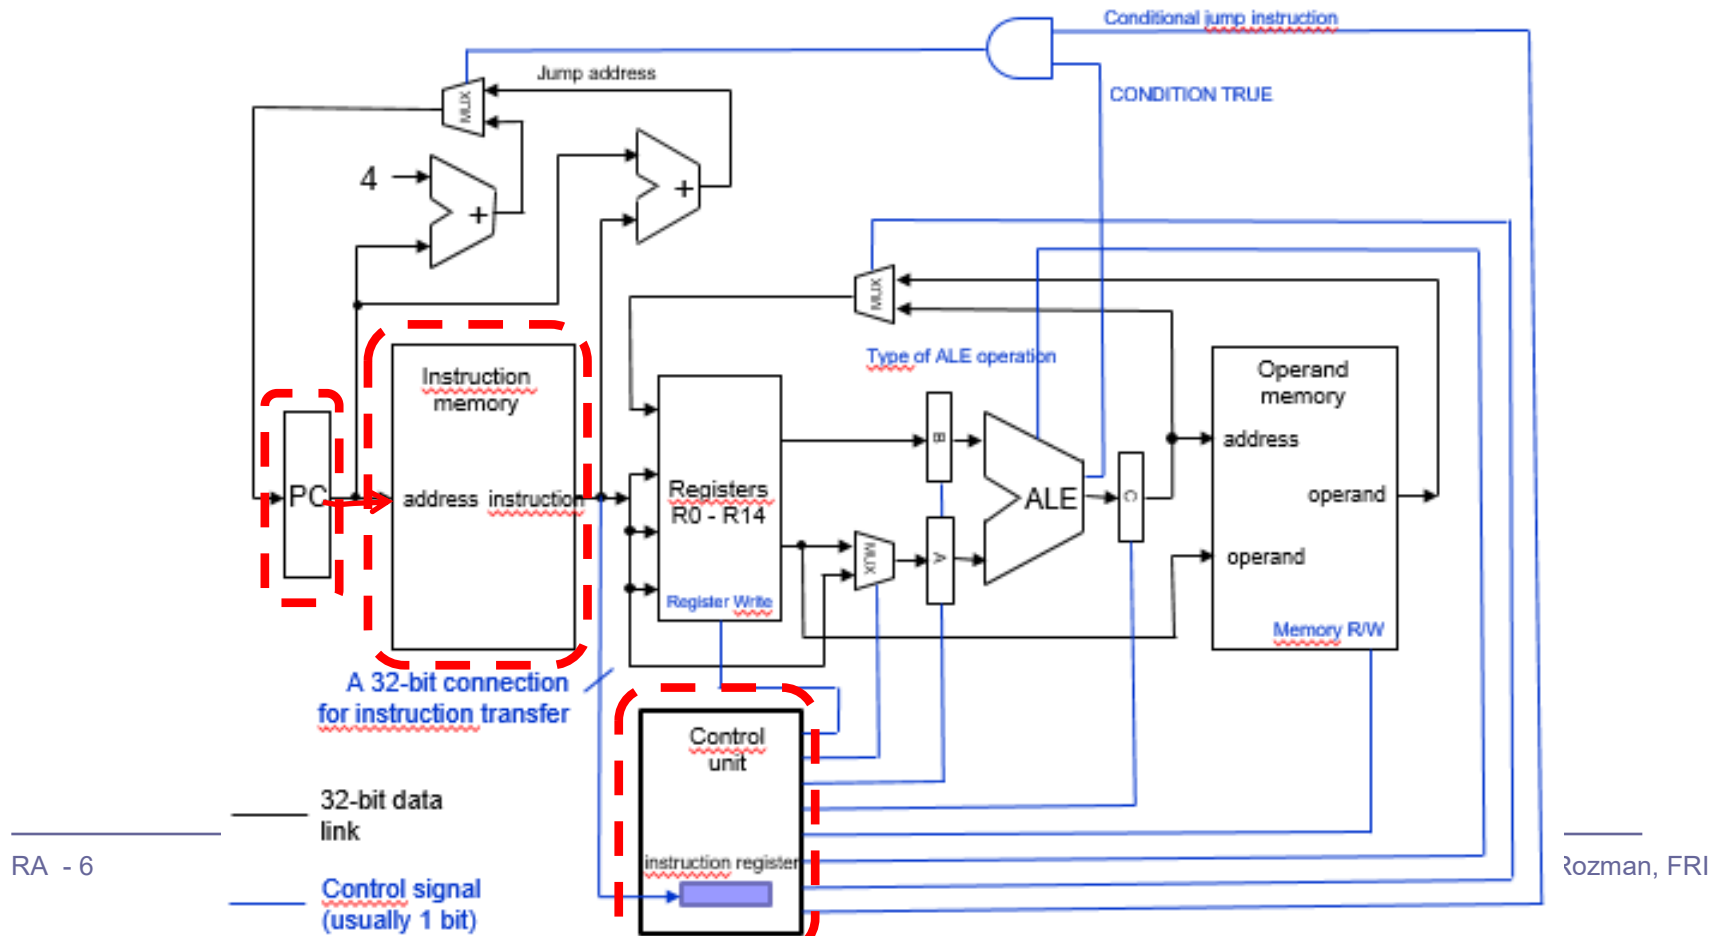 Conditional jump instruction
Jump address
MUX
CONDITION TRUE
4
+
+
MUX
Type of ALE operation
Instruction
memory
Operand
memory
address
PC
address instruction
Registers
R0 - R14
B
ALE
C
operand
MUX
A
operand
Register Write
Memory R/W
A 32-bit connection
for instruction transfer
Control
unit
32-bit data
link
instruction register
RA - 6
Rozman, FRI
Control signal
(usually 1 bit)